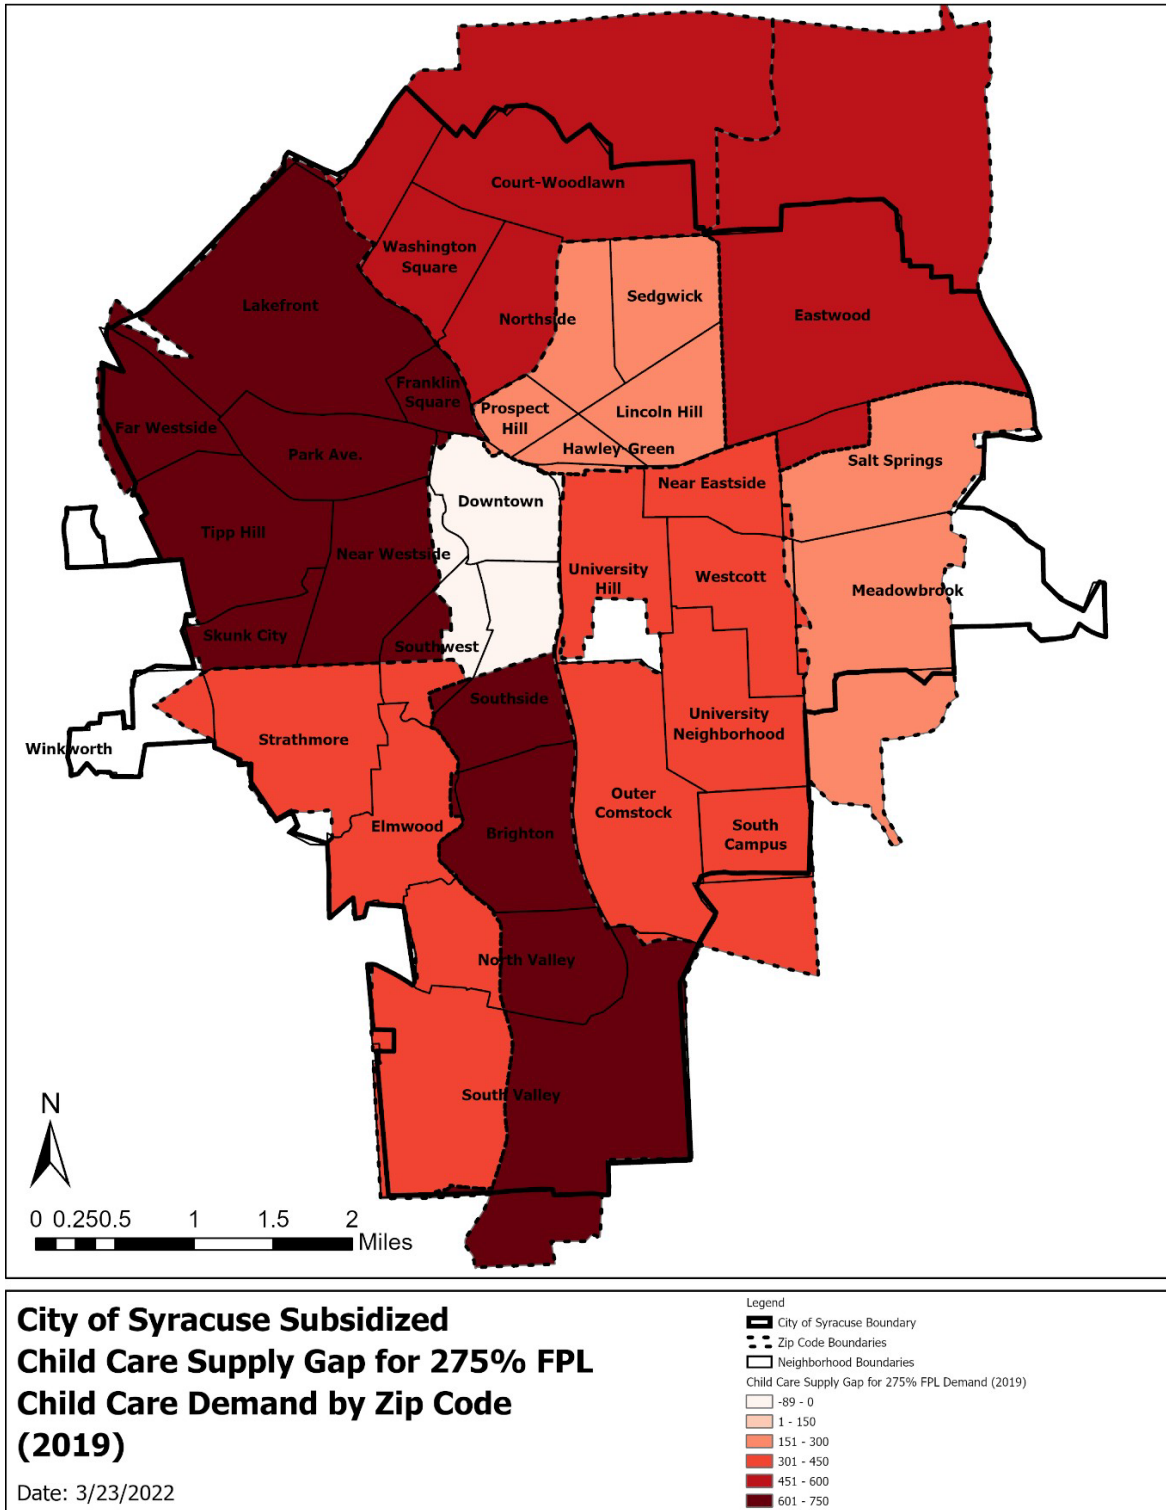 Court-Woodlawn
Washington
Square
Lakefront
Sedgwick
Northside
Eastwood
Franklin
Square
Prospect
Hill
Lincoln Hill
Far Westside
Hawley Green
Park Ave.
Salt Springs
Near Eastside
Downtown
Tipp Hill
Near Westside
University
Hill
Westcott
Meadowbrook
Skunk City
Southwest
Southside
University
Neighborhood
Strathmore
Winkworth
Outer
Comstock
Elmwood
Brighton
South
Campus
North Valley
South Valley
N
0 0.250.5 1 1.5 2
Miles
City of Syracuse Subsidized
Child Care Supply Gap for 275% FPL
Child Care Demand by Zip Code
(2019)
Date: 3/23/2022
Legend
City of Syracuse Boundary
Zip Code Boundaries
Neighborhood Boundaries
Child Care Supply Gap for 275% FPL Demand (2019)
-89 - 0
1 - 150
151 - 300
301 - 450
451 - 600
601 - 750